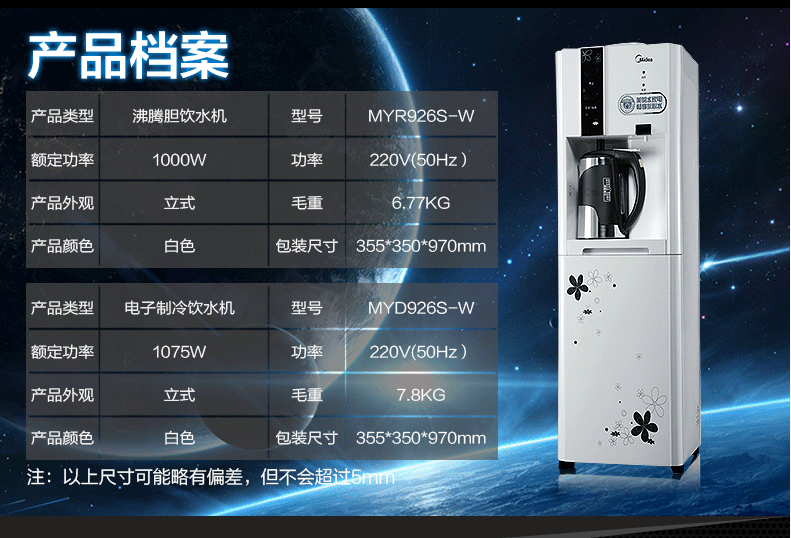 产品档案
产品类型 沸腾胆饮水机 型号 MYR926S-W
额定功率 1000W 功率 220V(50Hz)
产品外观 立式 毛重 6.77KG
产品颜色 白色 包装尺寸 355*350*970mm
产品类型 电子制冷饮水机 型号 MYD926S-W
额定功率 1075W 功率 220V(50Hz)
产品外观 立式 毛重 7.8KG
产品颜色 白色 包装尺寸 355*350*970mm
注：以上尺寸可能略有偏差，但不会超过5mm
Midea